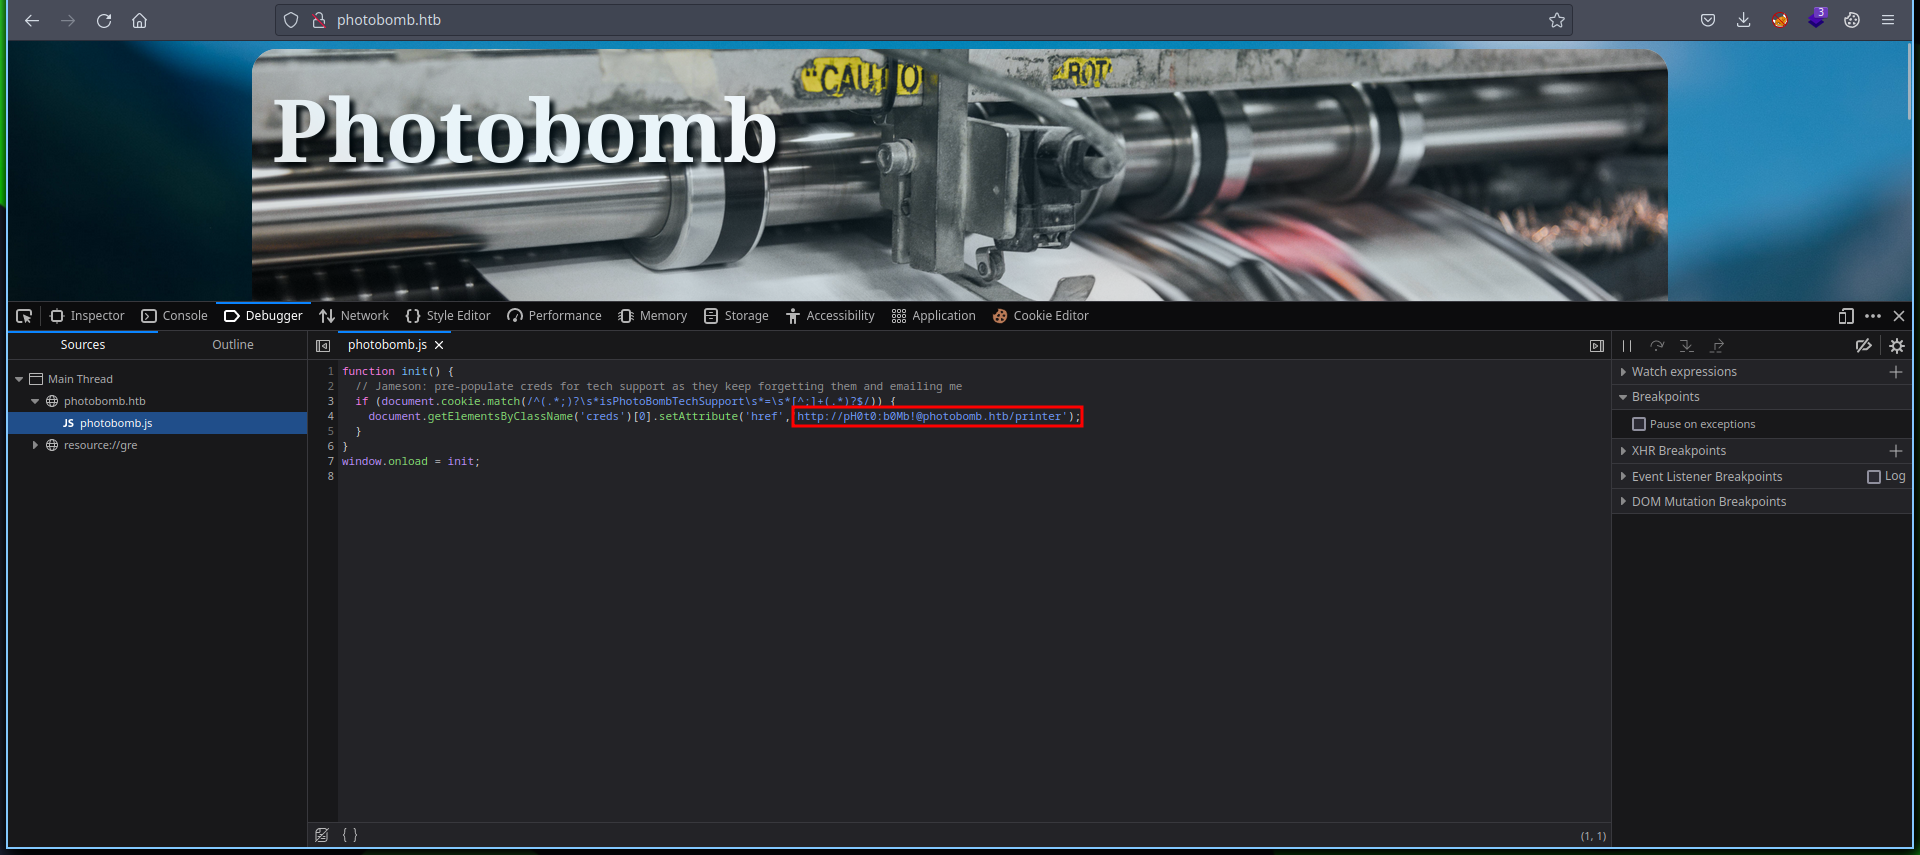 photobomb.htb
3
"CAUTIO
ROT
Photobomb
Inspector Console Debugger Network Style Editor Performance Memory Storage Accessibility Application Cookie Editor
Sources Outline photobomb.js
Main Thread
photobomb.htb
JS photobomb.js
resource://gre
1 function init() {
2 // Jameson: pre-populate creds for tech support as they keep forgetting them and emailing me
3 if (document.cookie.match(/^(.*;)?\s*isPhotoBombTechSupport\s*=\s*[^;]+(.*)?$/)) {
4 document.getElementsByClassName('creds')[0].setAttribute('href','http://pH0t0:b0Mb!@photobomb.htb/printer');
5 }
6 }
7 window.onload = init;
8
Watch expressions
Breakpoints
Pause on exceptions
XHR Breakpoints
Event Listener Breakpoints Log
DOM Mutation Breakpoints
{ } (1, 1)